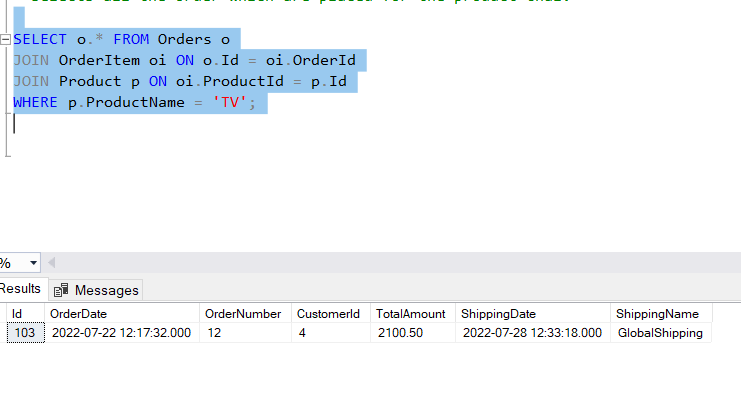 SELECT o.* FROM Orders o
JOIN OrderItem oi ON o.Id = oi.OrderId
JOIN Product p ON oi.ProductId = p.Id
WHERE p.ProductName = 'TV';
%
Results Messages
Id OrderDate OrderNumber CustomerId TotalAmount ShippingDate ShippingName
103 2022-07-22 12:17:32.000 12 4 2100.50 2022-07-28 12:33:18.000 GlobalShipping